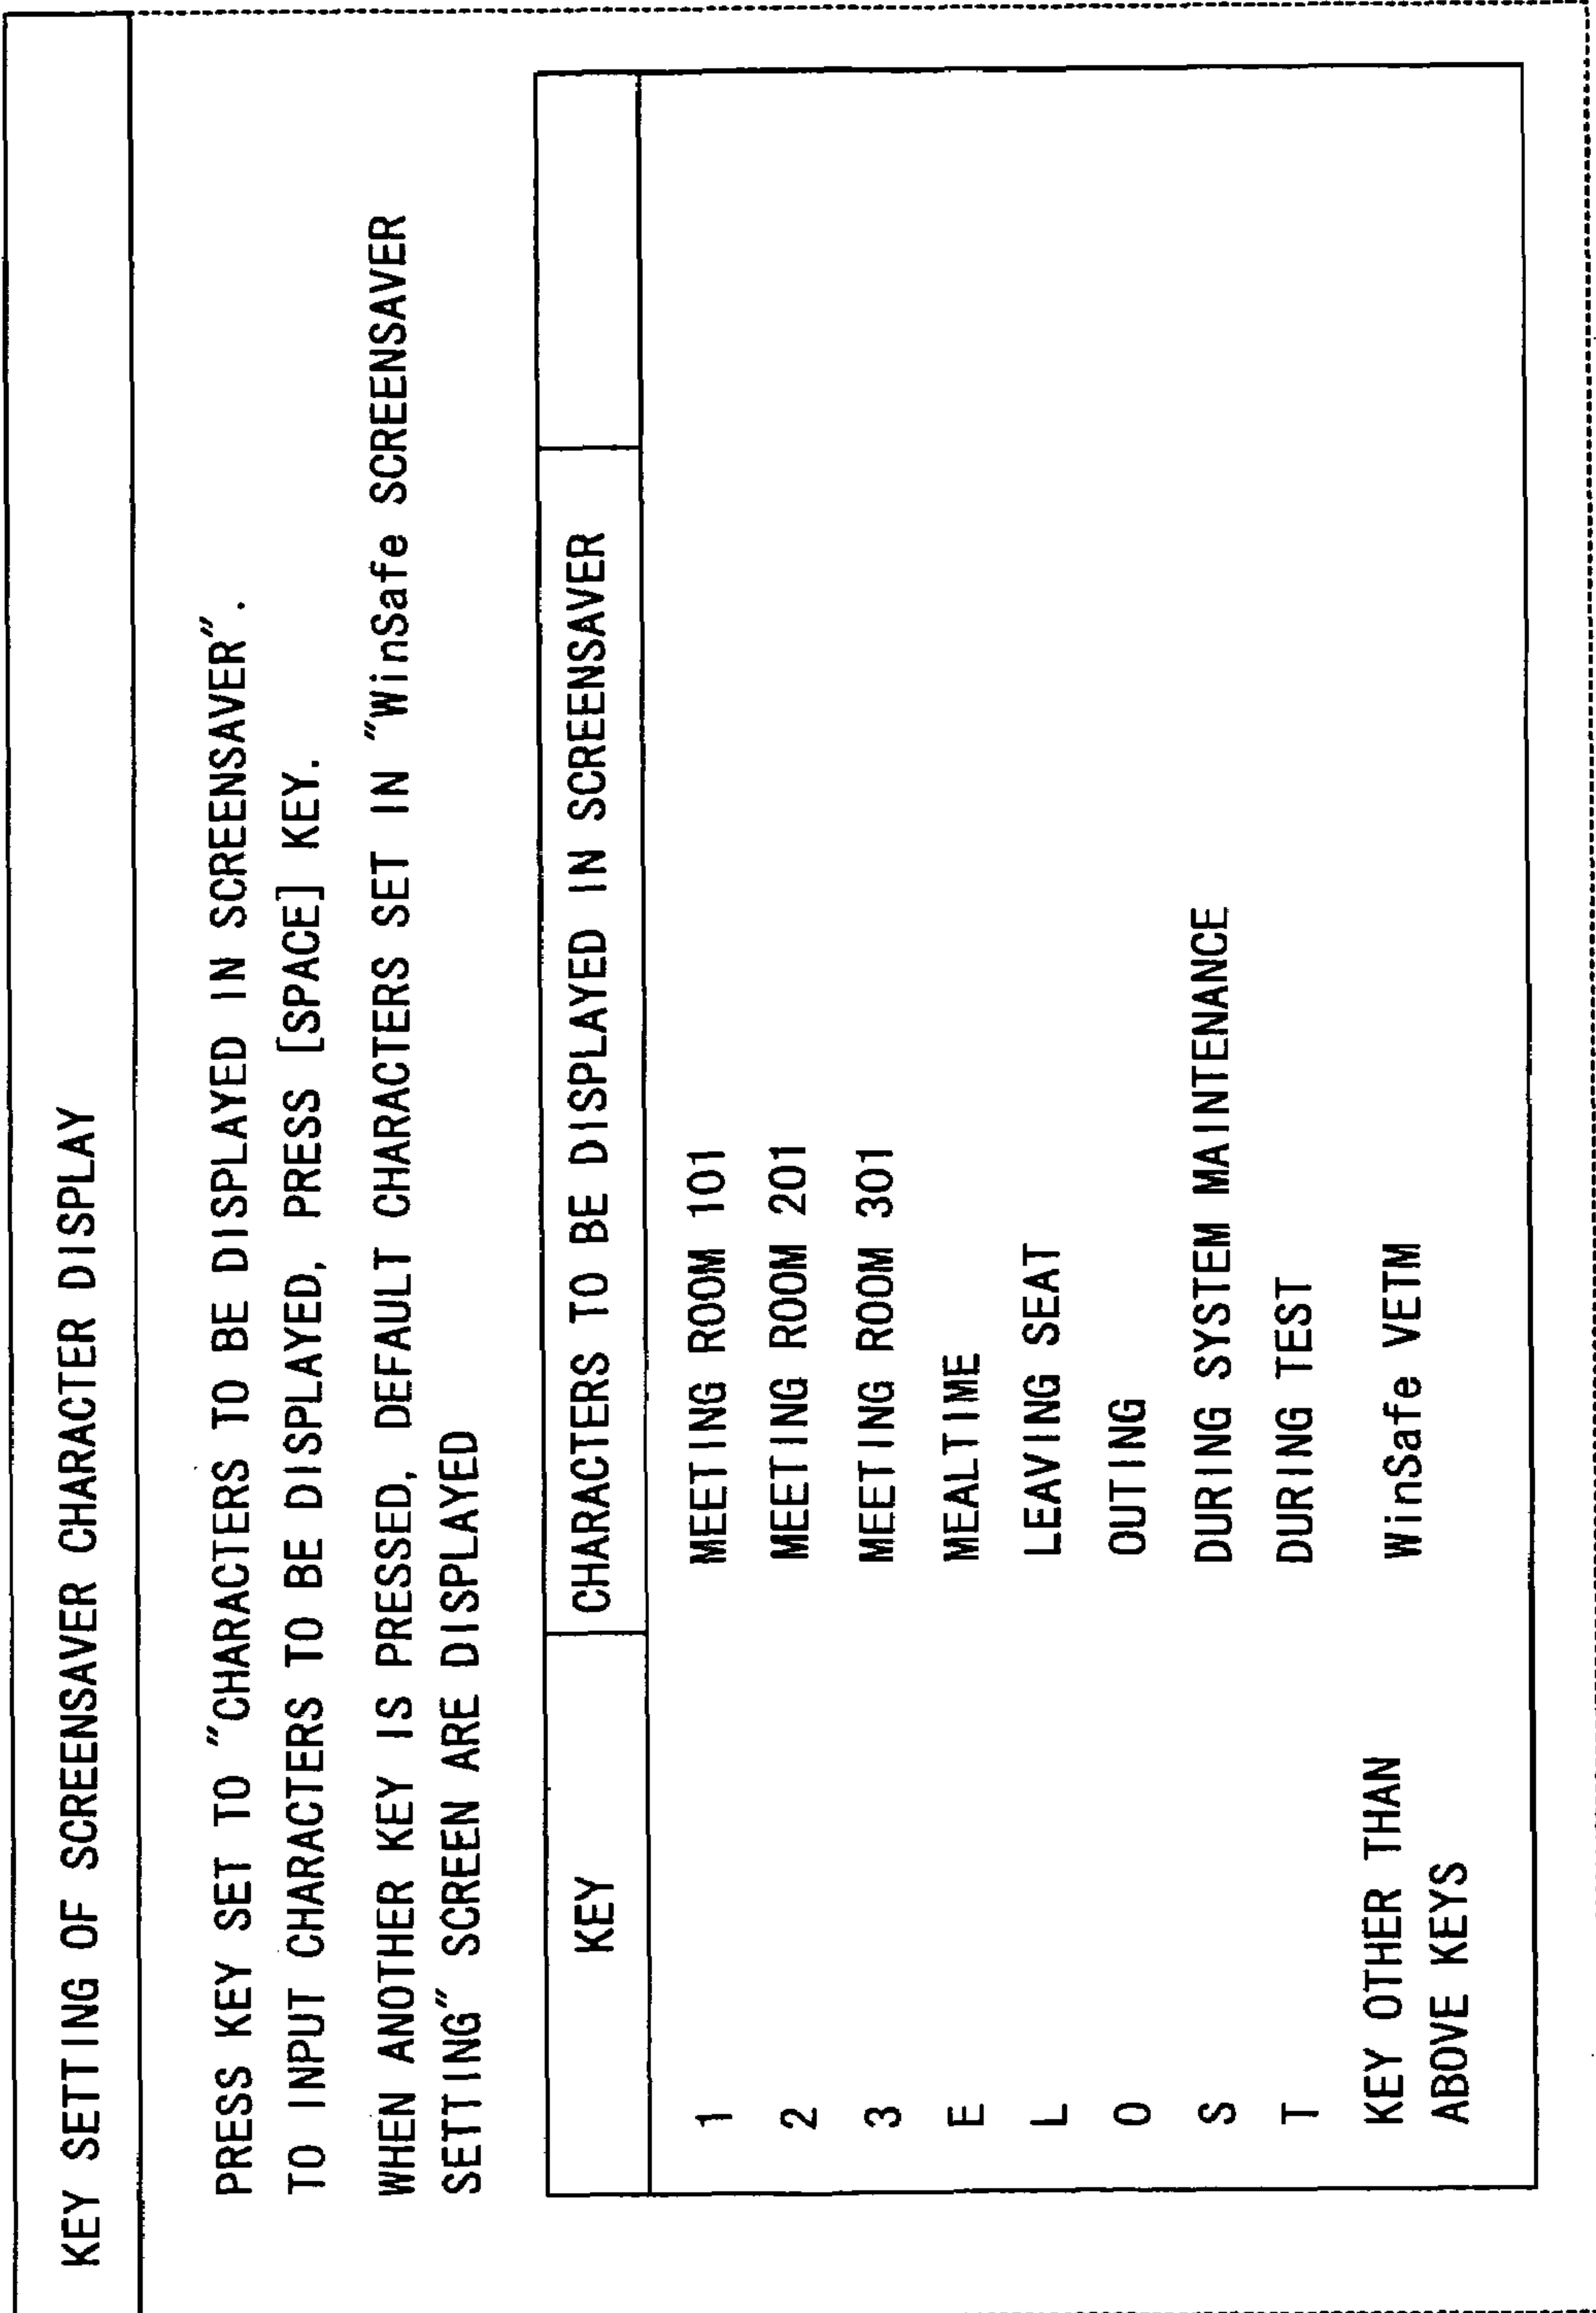 KEY SETTING OF SCREENSAVER CHARACTER DISPLAY
PRESS KEY SET TO "CHARACTERS TO BE DISPLAYED IN SCREENSAVER".
TO INPUT CHARACTERS TO BE DISPLAYED, PRESS [SPACE] KEY.
WHEN ANOTHER KEY IS PRESSED, DEFAULT CHARACTERS SET IN "WinSafe SCREENSAVER
SETTING" SCREEN ARE DISPLAYED
KEY CHARACTERS TO BE DISPLAYED IN SCREENSAVER
1 MEETING ROOM 101
2 MEETING ROOM 201
3 MEETING ROOM 301
E MEALTIME
L LEAVING SEAT
O OUTING
S DURING SYSTEM MAINTENANCE
T DURING TEST
KEY OTHER THAN WinSafe VETM
ABOVE KEYS